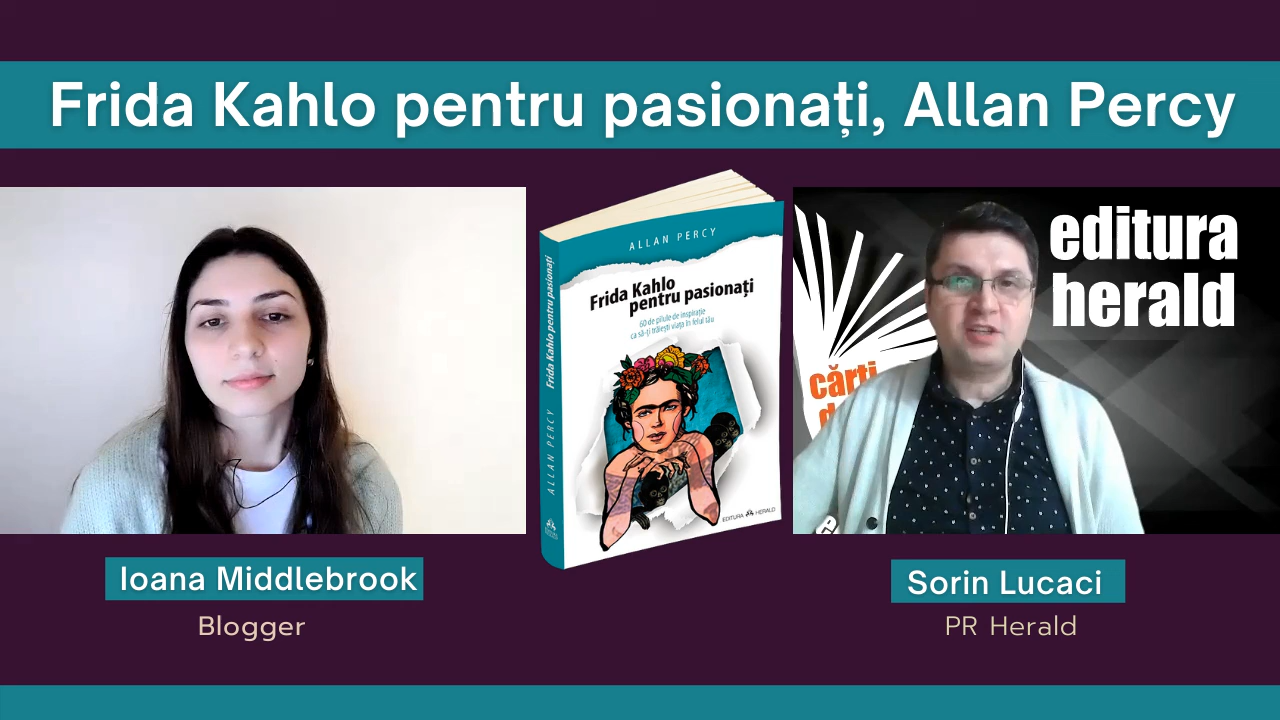 Frida Kahlo pentru pasionați, Allan Percy
ALLAN PERCY
Frida Kahlo
pentru pasionați
60 de pilule de inspirație
ca să-ți trăiești viața în felul tău
EDITURA HERALD
Frida Kahlo pentru pasionați
ALLAN PERCY
editura
herald
cărți
Ioana Middlebrook
Blogger
Sorin Lucaci
PR Herald